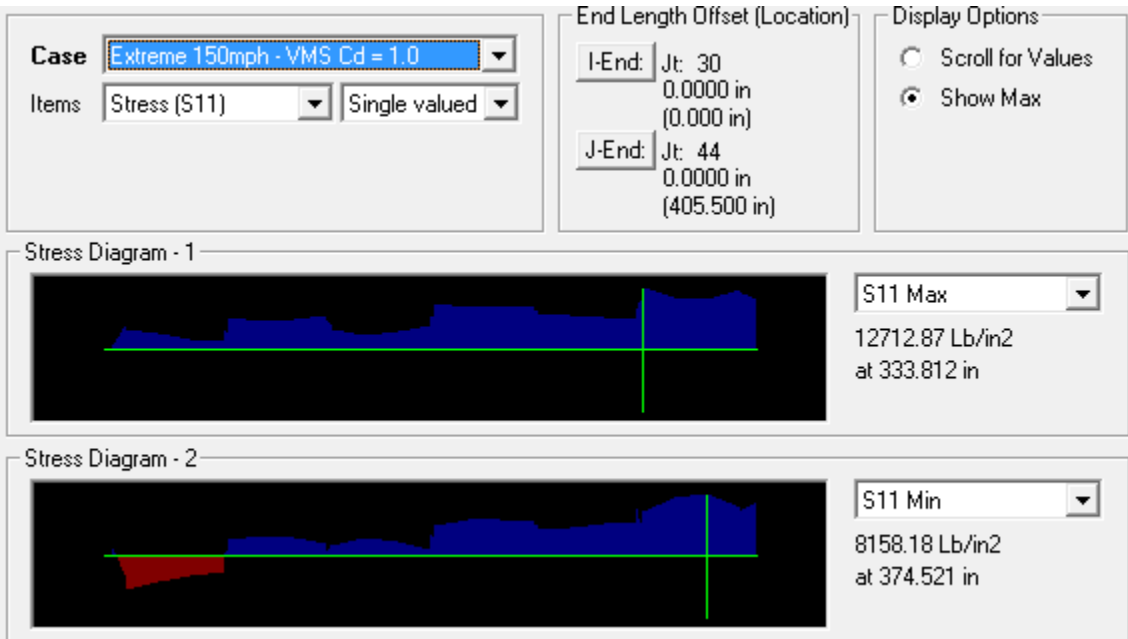 Case Extreme 150mph - VMS Cd = 1.0
Items Stress (S11) Single valued
End Length Offset (Location)
I-End: Jt: 30
0.0000 in
(0.000 in)
J-End: Jt: 44
0.0000 in
(405.500 in)
Display Options
Scroll for Values
Show Max
Stress Diagram - 1
S11 Max
12712.87 Lb/in2
at 333.812 in
Stress Diagram - 2
S11 Min
8158.18 Lb/in2
at 374.521 in